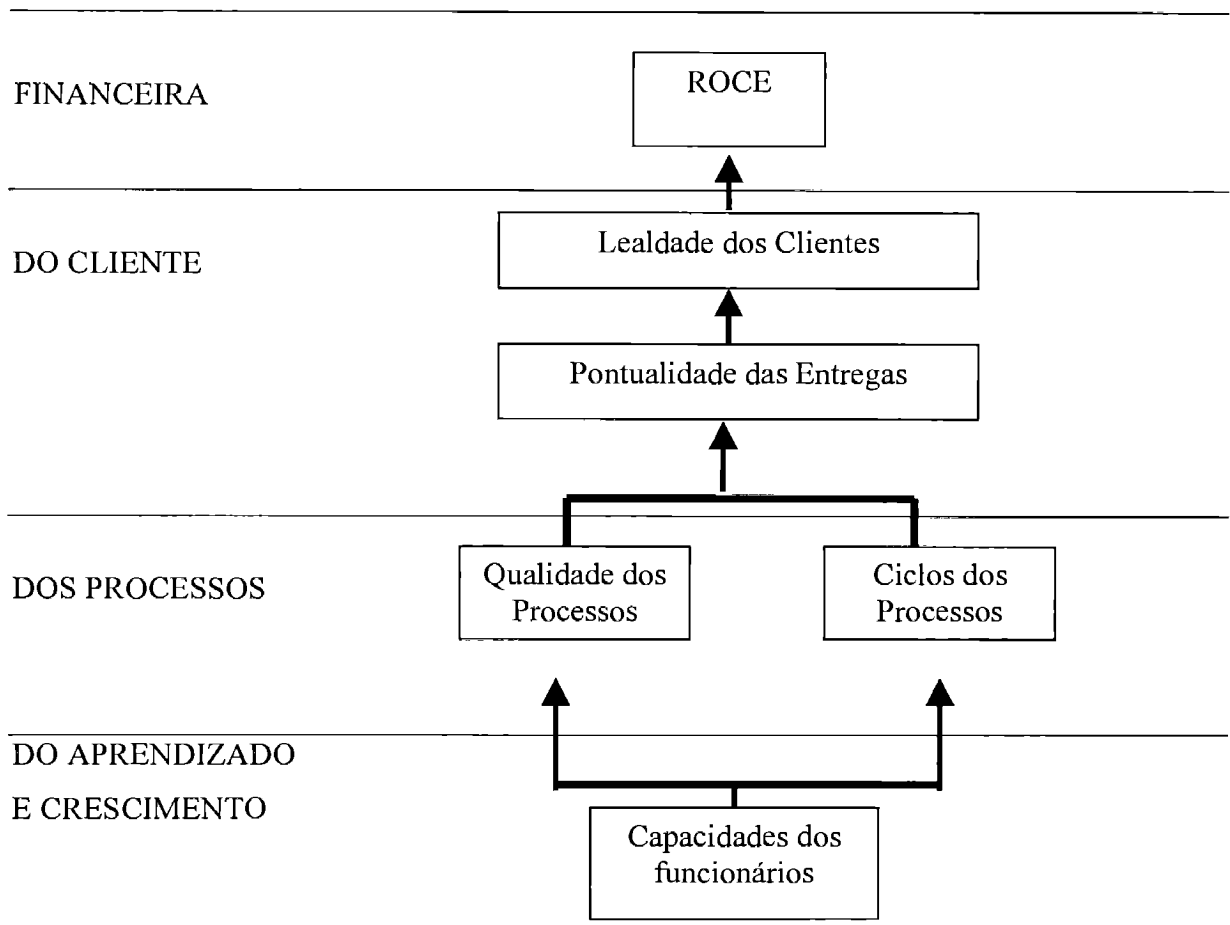 FINANCEIRA
ROCE
DO CLIENTE
Lealdade dos Clientes
Pontualidade das Entregas
DOS PROCESSOS
Qualidade dos
Processos
Ciclos dos
Processos
DO APRENDIZADO
E CRESCIMENTO
Capacidades dos
funcionários